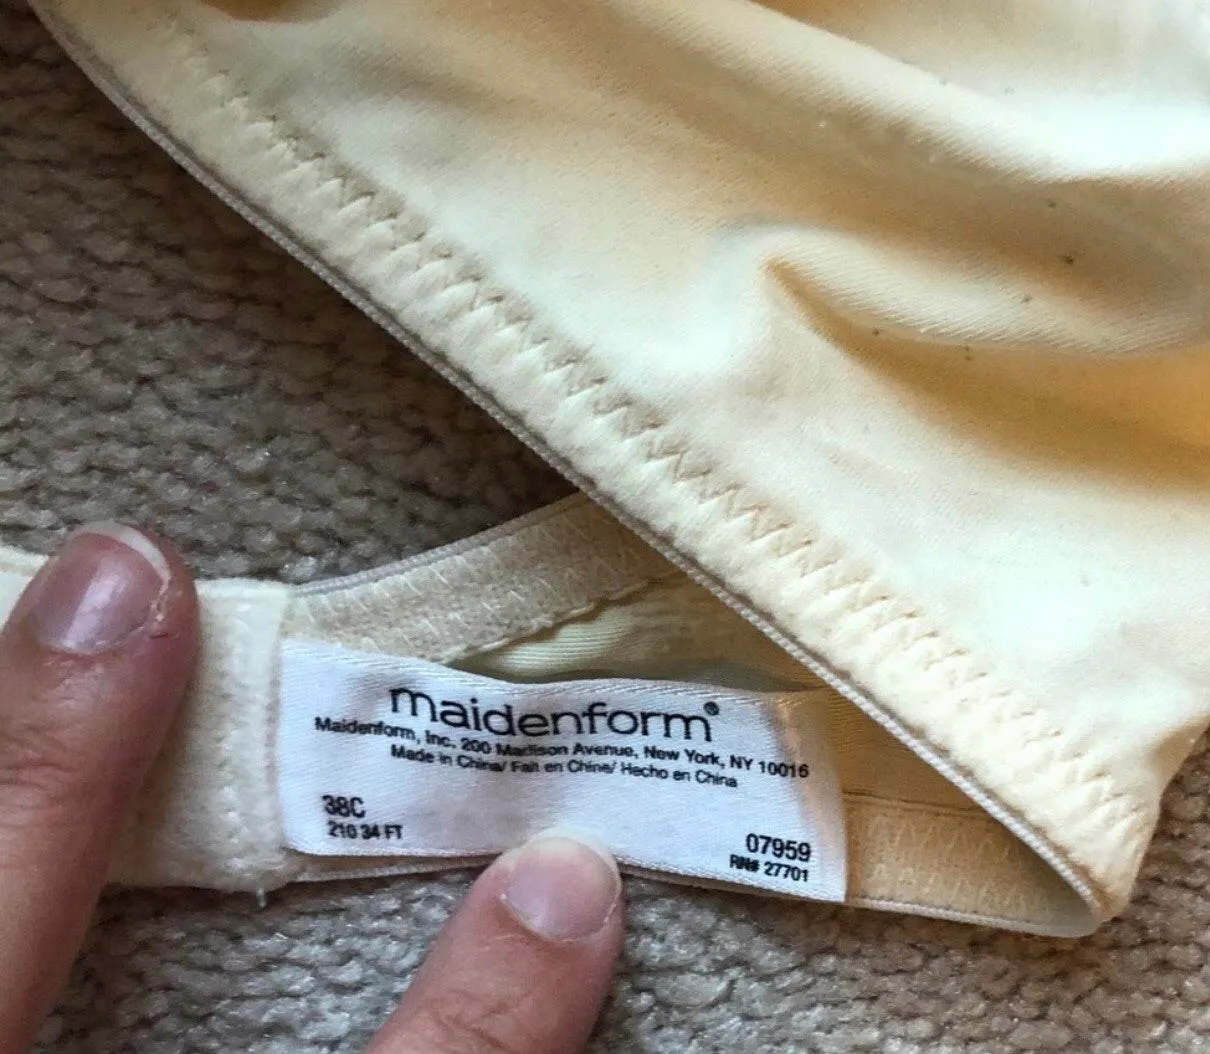 maidenform®
Maidenform, Inc. 200 Madison Avenue, New York, NY 10016
Made in China/ Fait en Chine/ Hecho en China
38C
210 34 FT
07959
RN# 27701